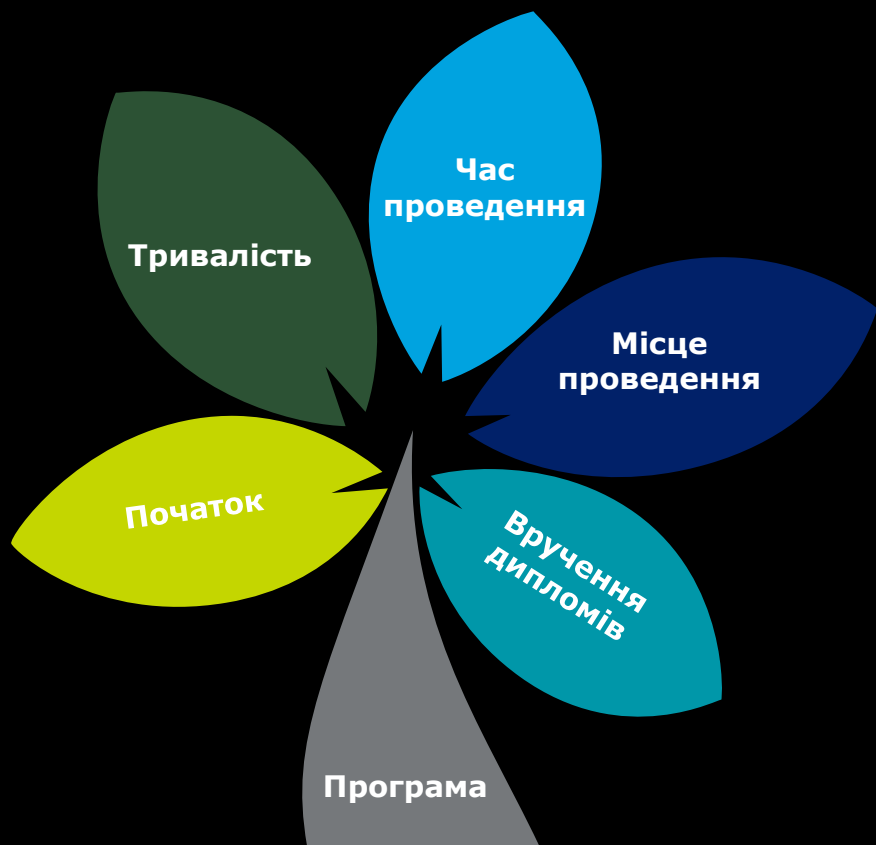 Час
проведення
Тривалість
Місце
проведення
Початок
Вручення
дипломів
Програма